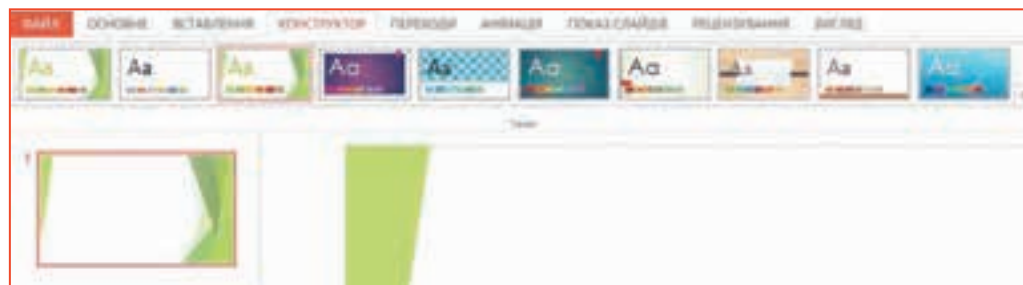 ФАЙЛ ОСНОВНЕ ВСТАВЛЕННЯ КОНСТРУКТОР ПЕРЕХОДИ АНІМАЦІЯ ПОКАЗ СЛАЙДІВ РЕЦЕНЗУВАННЯ ВИГЛЯД
Aa Aa Aa Aa Aa Aa Aa Aa Aa Aa
Теми
1